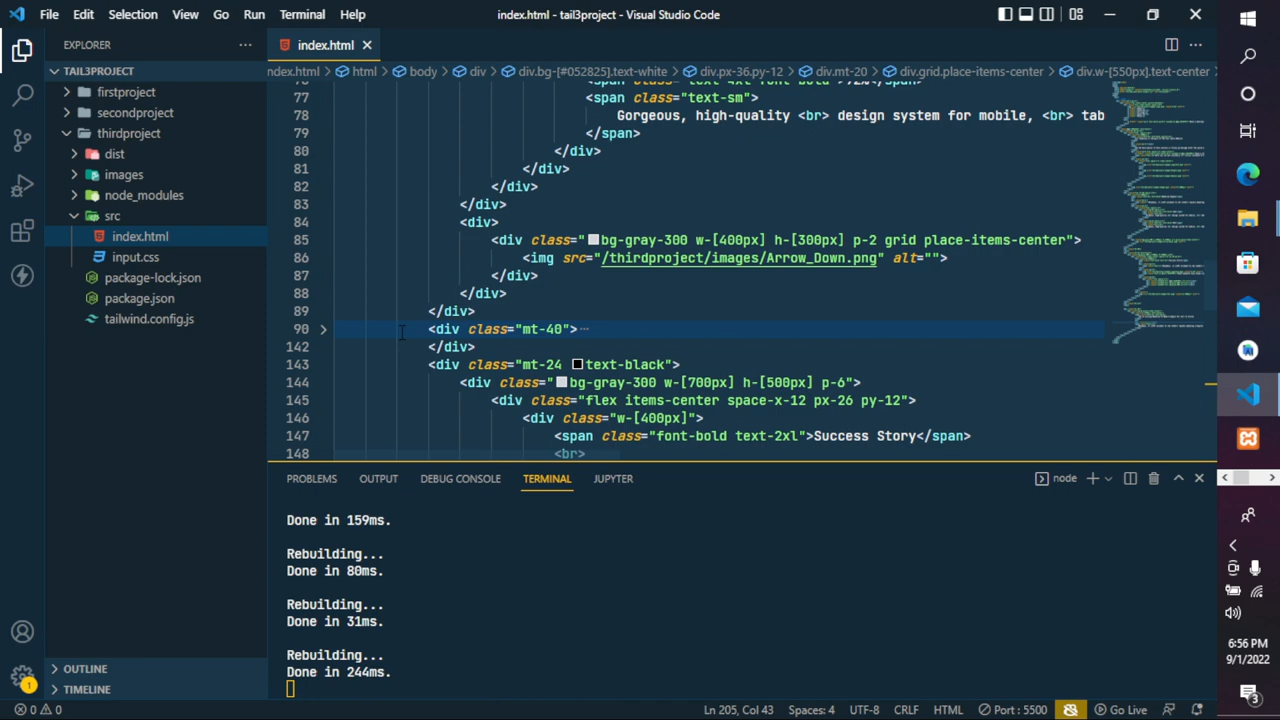 File Edit Selection View Go Run Terminal Help index.html - tail3project - Visual Studio Code
EXPLORER
index.html
TAIL3PROJECT
firstproject
secondproject
thirdproject
dist
images
node_modules
src
index.html
input.css
package-lock.json
package.json
tailwind.config.js
OUTLINE
TIMELINE
index.html html body div div.bg-[#052825].text-white div.px-36.py-12 div.mt-20 div.grid.place-items-center div.w-[550px].text-center
77 <span class="text-sm">
78 Gorgeous, high-quality <br> design system for mobile, <br> tab
79 </span>
80 </div>
81 </div>
82 </div>
83 </div>
84 <div>
85 <div class="bg-gray-300 w-[400px] h-[300px] p-2 grid place-items-center">
86 <img src="/thirdproject/images/Arrow_Down.png" alt="">
87 </div>
88 </div>
89 </div>
90 <div class="mt-40">
142 </div>
143 <div class="mt-24 text-black">
144 <div class="bg-gray-300 w-[700px] h-[500px] p-6">
145 <div class="flex items-center space-x-12 px-26 py-12">
146 <div class="w-[400px]">
147 <span class="font-bold text-2xl">Success Story</span>
148 <br>
PROBLEMS OUTPUT DEBUG CONSOLE TERMINAL JUPYTER node
Done in 159ms.
Rebuilding...
Done in 80ms.
Rebuilding...
Done in 31ms.
Rebuilding...
Done in 244ms.
1
0 0 Ln 205, Col 43 Spaces: 4 UTF-8 CRLF HTML Port : 5500 Go Live
6:56 PM
9/1/2022
3